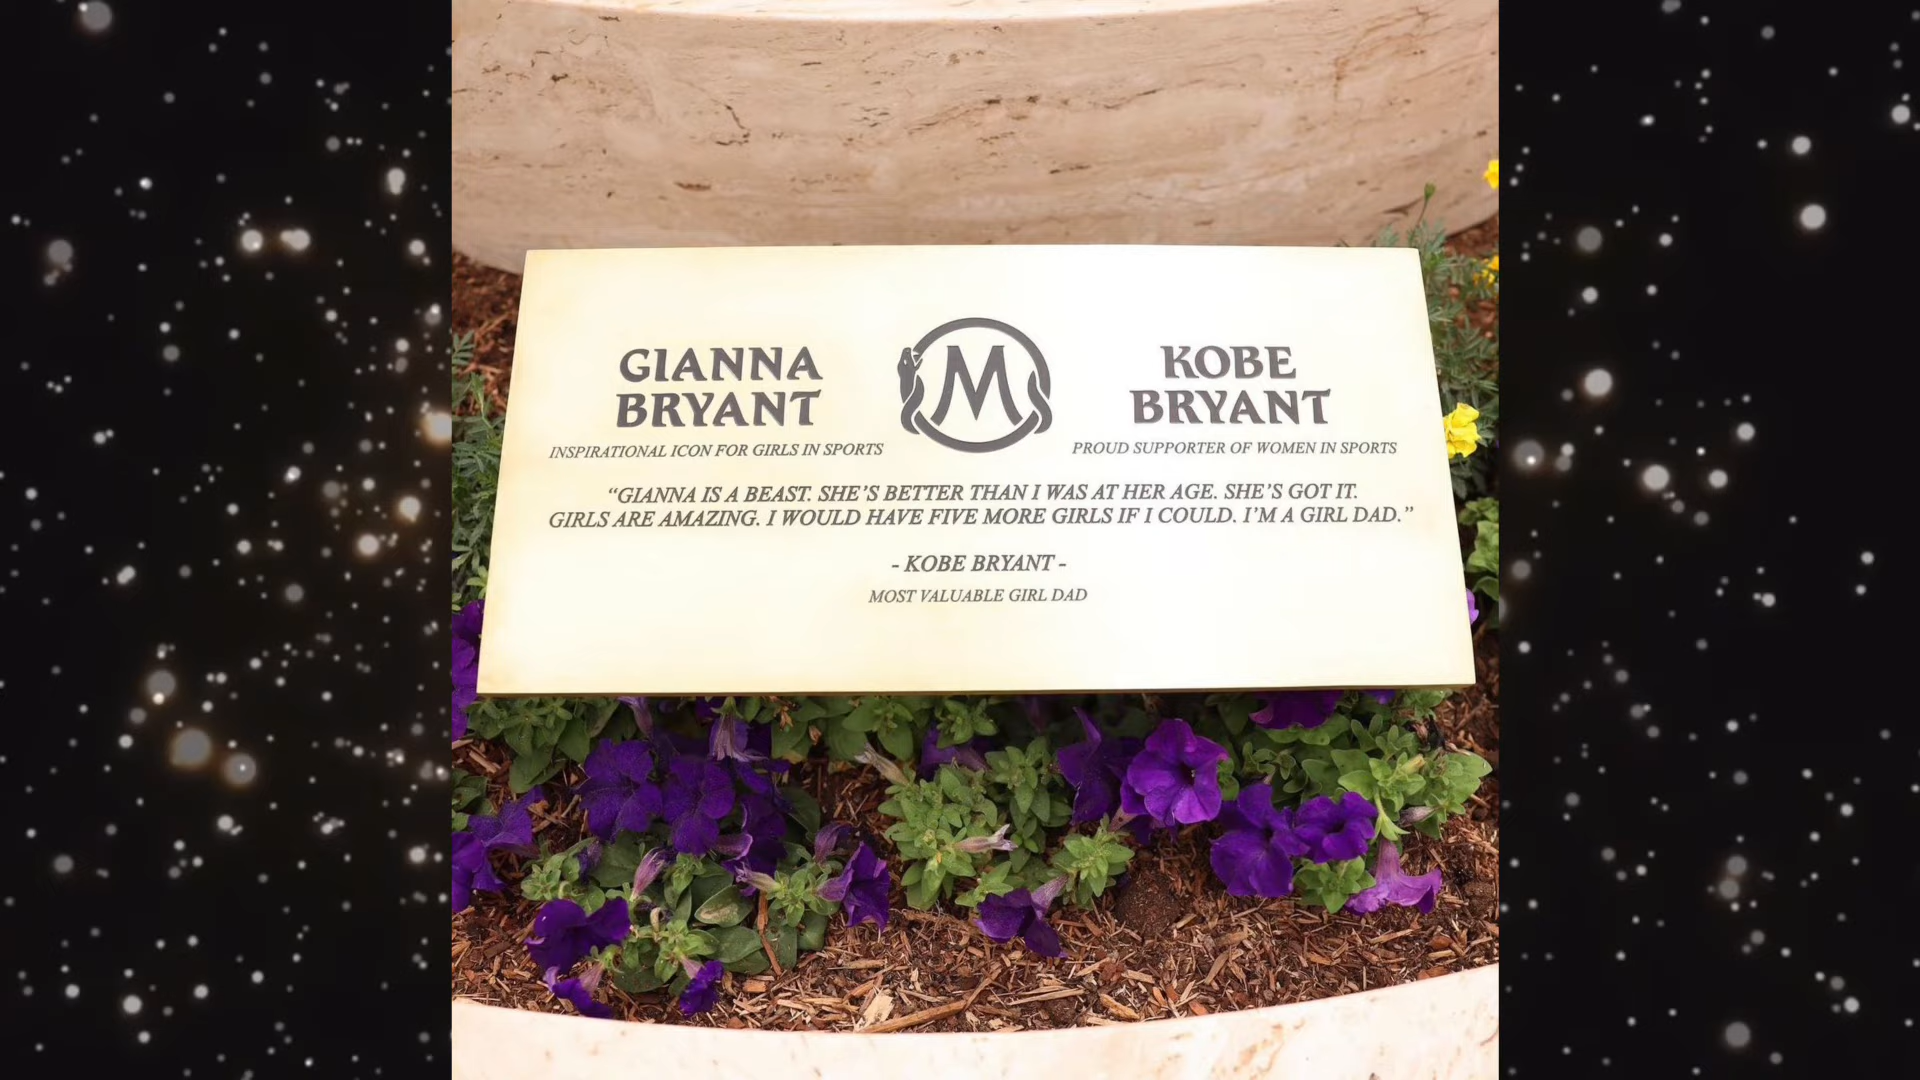 GIANNA
BRYANT
INSPIRATIONAL ICON FOR GIRLS IN SPORTS
M
KOBE
BRYANT
PROUD SUPPORTER OF WOMEN IN SPORTS
“GIANNA IS A BEAST. SHE’S BETTER THAN I WAS AT HER AGE. SHE’S GOT IT.
GIRLS ARE AMAZING. I WOULD HAVE FIVE MORE GIRLS IF I COULD. I’M A GIRL DAD.”
- KOBE BRYANT -
MOST VALUABLE GIRL DAD